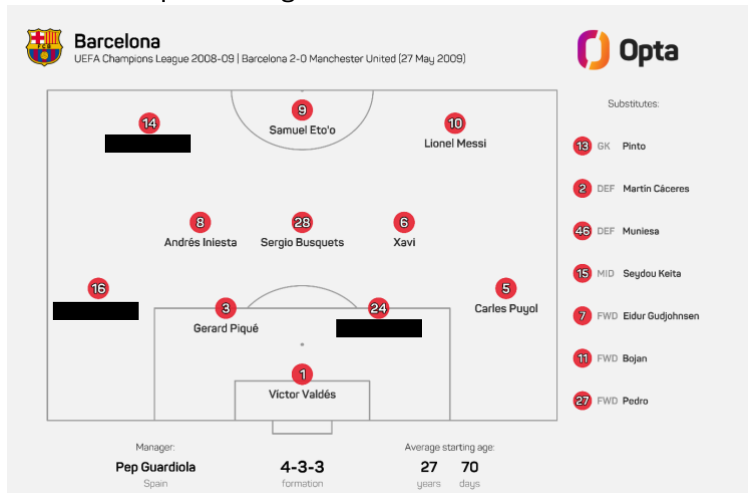 Barcelona
UEFA Champions League 2008-09 | Barcelona 2-0 Manchester United (27 May 2009)
Opta
Substitutes:
14
9
Samuel Eto'o
10
Lionel Messi
13 GK Pinto
2 DEF Martín Cáceres
8
Andrés Iniesta
28
Sergio Busquets
6
Xavi
46 DEF Muniesa
15 MID Seydou Keita
16
3
Gerard Piqué
24
5
Carles Puyol
7 FWD Eidur Gudjohnsen
1
Víctor Valdés
11 FWD Bojan
27 FWD Pedro
Manager:
Pep Guardiola
Spain
4-3-3
formation
Average starting age:
27 70
years days